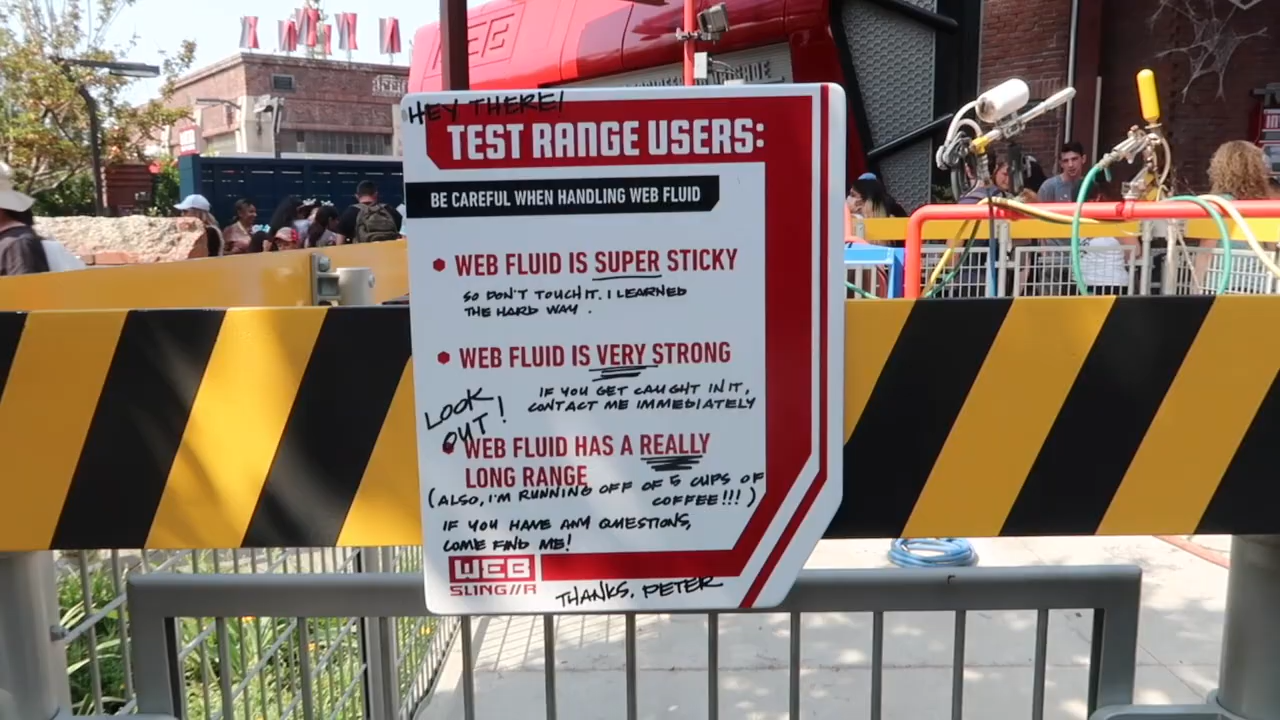 HEY THERE!
TEST RANGE USERS:
BE CAREFUL WHEN HANDLING WEB FLUID
WEB FLUID IS SUPER STICKY
SO DON'T TOUCH IT. I LEARNED
THE HARD WAY.
WEB FLUID IS VERY STRONG
IF YOU GET CAUGHT IN IT,
CONTACT ME IMMEDIATELY
LOOK
OUT!
WEB FLUID HAS A REALLY
LONG RANGE
(ALSO, I'M RUNNING OFF OF 5 CUPS OF
COFFEE!!!)
IF YOU HAVE ANY QUESTIONS,
COME FIND ME!
WEB
SLING//R
THANKS, PETER